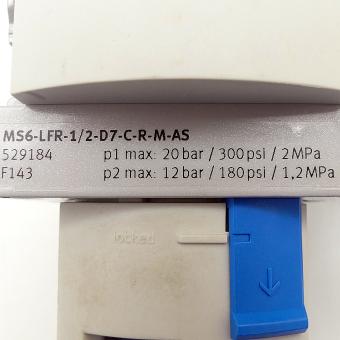 MS6-LFR-1/2-D7-C-R-M-AS
529184 p1 max: 20 bar / 300 psi / 2 MPa
F143 p2 max: 12 bar / 180 psi / 1,2 MPa
locked